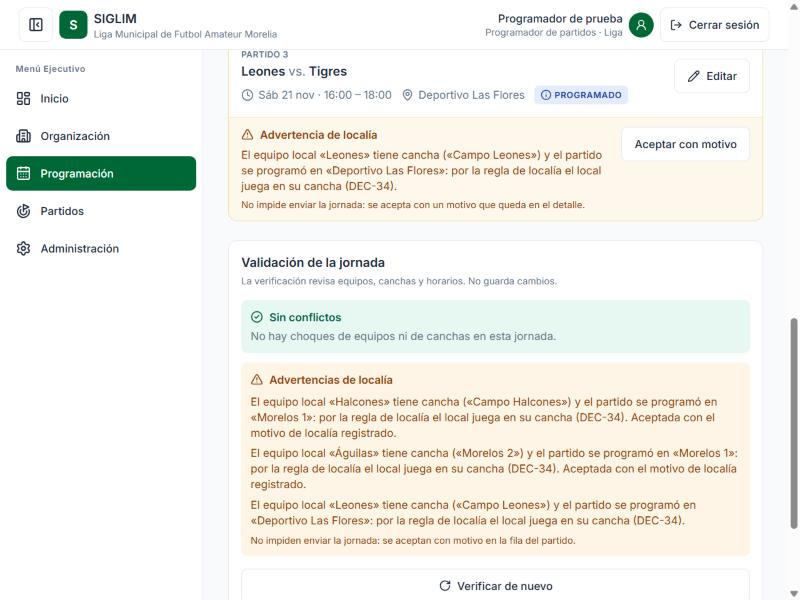 S
SIGLIM
Liga Municipal de Futbol Amateur Morelia
Programador de prueba
Programador de partidos · Liga
Cerrar sesión
Menú Ejecutivo
Inicio
Organización
Programación
Partidos
Administración
PARTIDO 3
Leones vs. Tigres
Editar
Sáb 21 nov · 16:00 – 18:00
Deportivo Las Flores
PROGRAMADO
Advertencia de localía
Aceptar con motivo
El equipo local «Leones» tiene cancha («Campo Leones») y el partido
se programó en «Deportivo Las Flores»: por la regla de localía el local
juega en su cancha (DEC-34).
No impide enviar la jornada: se acepta con un motivo que queda en el detalle.
Validación de la jornada
La verificación revisa equipos, canchas y horarios. No guarda cambios.
Sin conflictos
No hay choques de equipos ni de canchas en esta jornada.
Advertencias de localía
El equipo local «Halcones» tiene cancha («Campo Halcones») y el partido se programó en
«Morelos 1»: por la regla de localía el local juega en su cancha (DEC-34). Aceptada con el
motivo de localía registrado.
El equipo local «Águilas» tiene cancha («Morelos 2») y el partido se programó en «Morelos 1»:
por la regla de localía el local juega en su cancha (DEC-34). Aceptada con el motivo de localía
registrado.
El equipo local «Leones» tiene cancha («Campo Leones») y el partido se programó en
«Deportivo Las Flores»: por la regla de localía el local juega en su cancha (DEC-34).
No impiden enviar la jornada: se aceptan con motivo en la fila del partido.
Verificar de nuevo